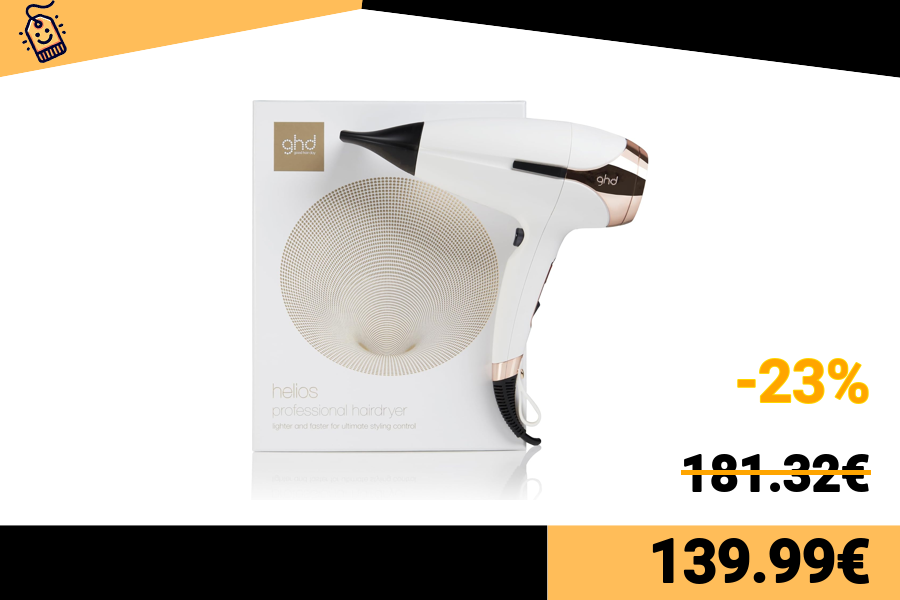 ghd
ghd
helios
professional hairdryer
lighter and faster for ultimate styling control
-23%
181.32€
139.99€